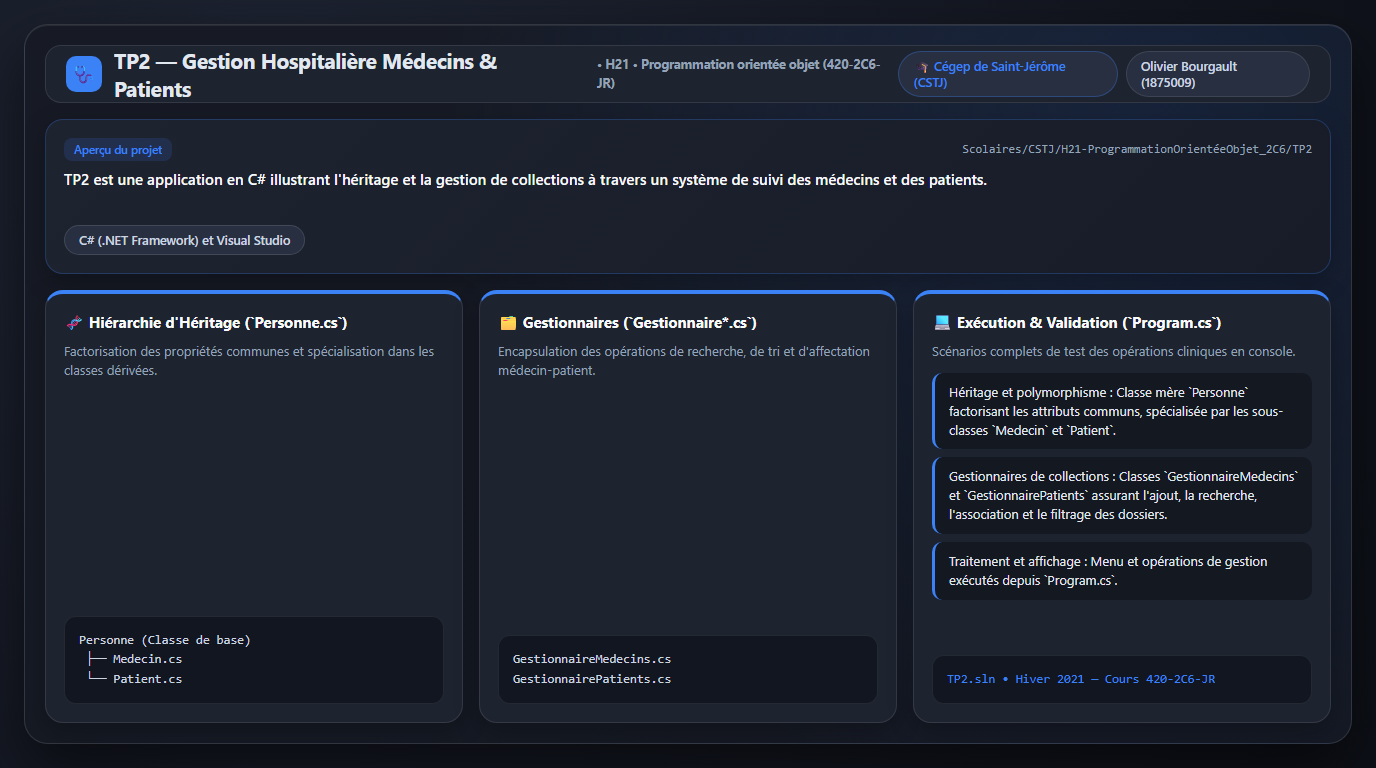 TP2 — Gestion Hospitalière Médecins &
Patients
• H21 • Programmation orientée objet (420-2C6-
JR)
Cégep de Saint-Jérôme
(CSTJ)
Olivier Bourgault
(1875009)
Aperçu du projet
Scolaires/CSTJ/H21-ProgrammationOrientéeObjet_2C6/TP2
TP2 est une application en C# illustrant l'héritage et la gestion de collections à travers un système de suivi des médecins et des patients.
C# (.NET Framework) et Visual Studio
Hiérarchie d'Héritage (`Personne.cs`)
Factorisation des propriétés communes et spécialisation dans les
classes dérivées.
Personne (Classe de base)
├── Medecin.cs
└── Patient.cs
Gestionnaires (`Gestionnaire*.cs`)
Encapsulation des opérations de recherche, de tri et d'affectation
médecin-patient.
GestionnaireMedecins.cs
GestionnairePatients.cs
Exécution & Validation (`Program.cs`)
Scénarios complets de test des opérations cliniques en console.
Héritage et polymorphisme : Classe mère `Personne`
factorisant les attributs communs, spécialisée par les sous-
classes `Medecin` et `Patient`.
Gestionnaires de collections : Classes `GestionnaireMedecins`
et `GestionnairePatients` assurant l'ajout, la recherche,
l'association et le filtrage des dossiers.
Traitement et affichage : Menu et opérations de gestion
exécutés depuis `Program.cs`.
TP2.sln • Hiver 2021 — Cours 420-2C6-JR